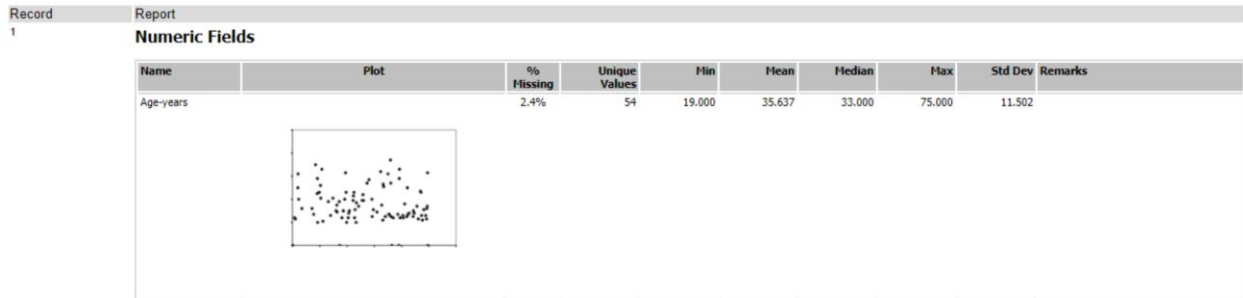 Record Report
1
Numeric Fields
Name Plot % Missing Unique Values Min Mean Median Max Std Dev Remarks
Age-years 2.4% 54 19.000 35.637 33.000 75.000 11.502